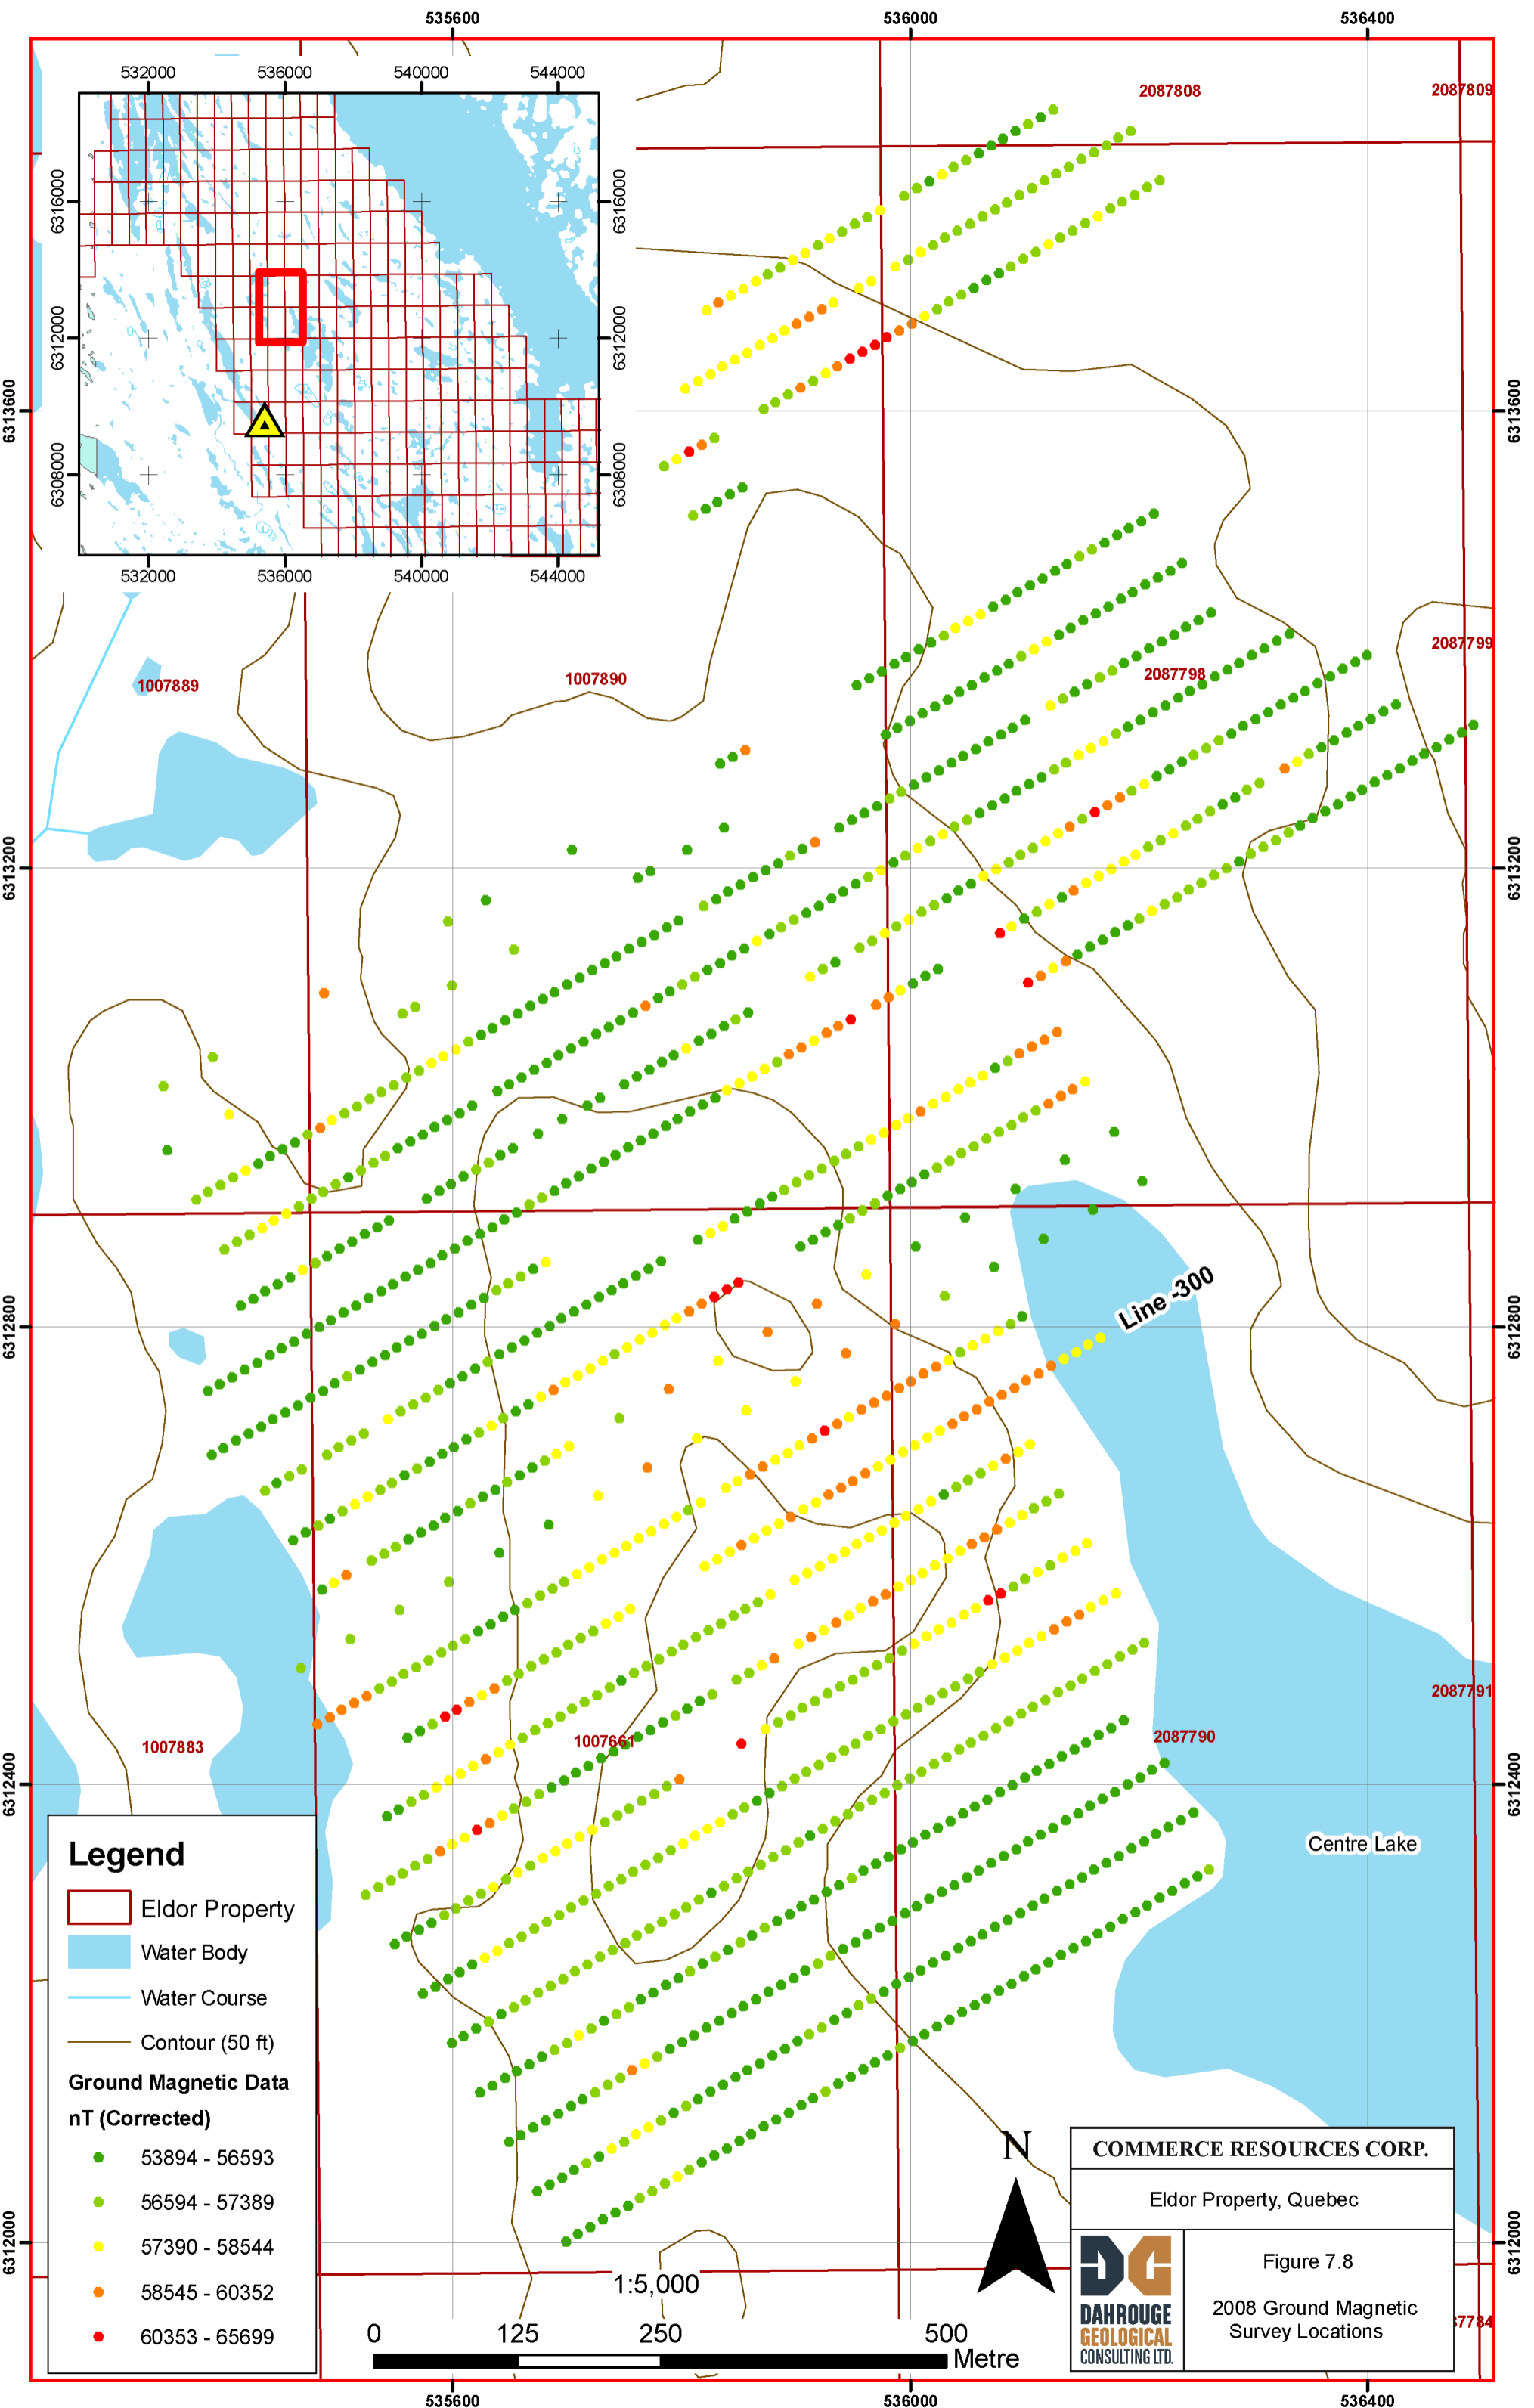 535600
536000
536400
532000
536000
540000
544000
6316000
6312000
6308000
6316000
6312000
6308000
532000
536000
540000
544000
2087808
2087809
6313600
6313600
1007889
1007890
2087798
2087799
6313200
6313200
6312800
6312800
Line -300
1007883
1007661
2087790
2087791
6312400
6312400
Centre Lake
Legend
Eldor Property
Water Body
Water Course
Contour (50 ft)
Ground Magnetic Data
nT (Corrected)
53894 - 56593
56594 - 57389
57390 - 58544
58545 - 60352
60353 - 65699
6312000
6312000
1:5,000
0
125
250
500
Metre
N
COMMERCE RESOURCES CORP.
Eldor Property, Quebec
DAHROUGE
GEOLOGICAL
CONSULTING LTD.
Figure 7.8
2008 Ground Magnetic
Survey Locations
535600
536000
536400